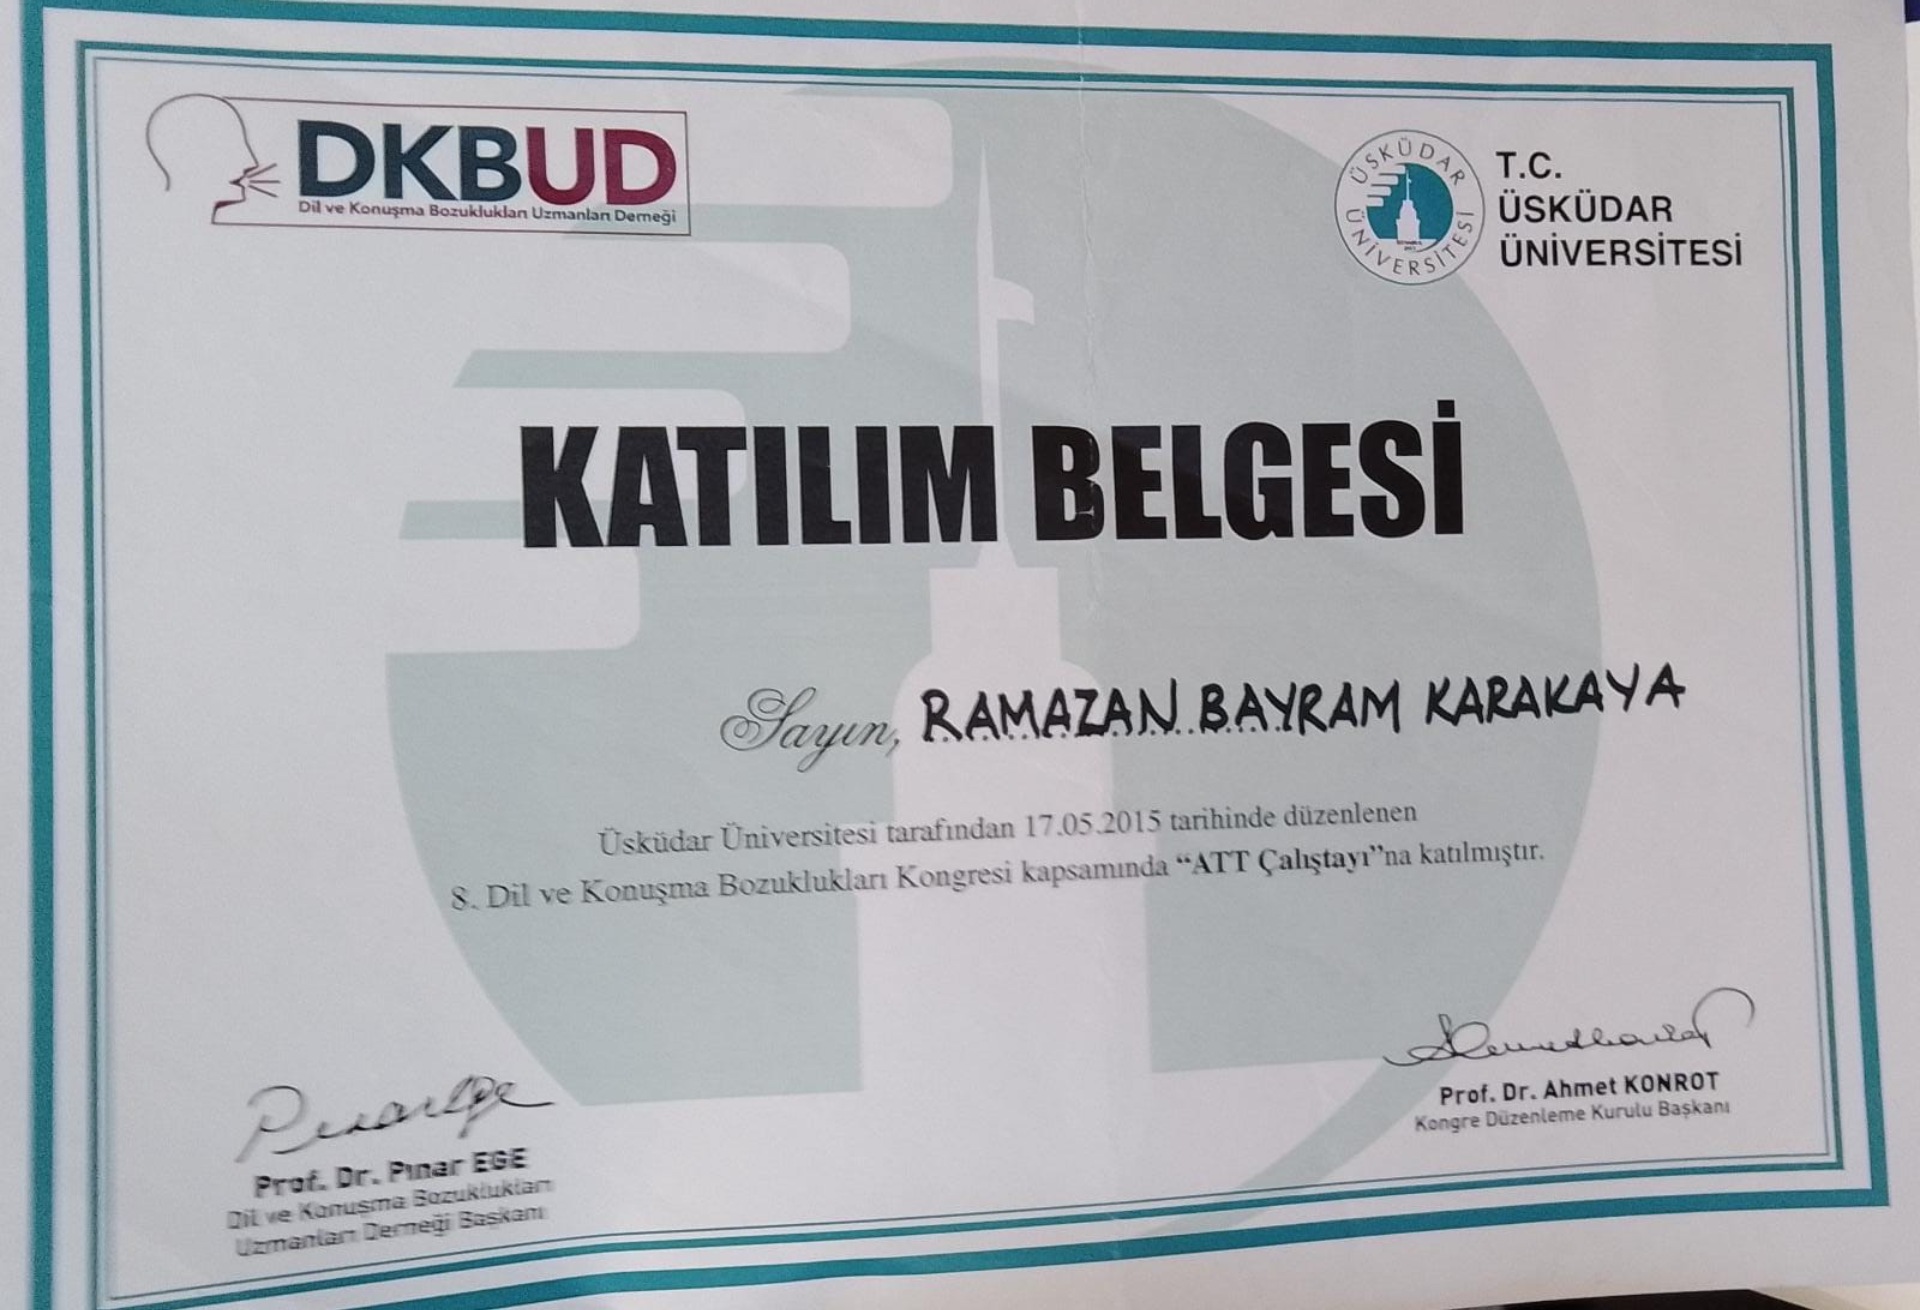 DKBUD
Dil ve Konuşma Bozuklukları Uzmanları Derneği
ÜSKÜDAR ÜNİVERSİTESİ
T.C.
ÜSKÜDAR
ÜNİVERSİTESİ
KATILIM BELGESİ
Sayın, RAMAZAN BAYRAM KARAKAYA
Üsküdar Üniversitesi tarafından 17.05.2015 tarihinde düzenlenen
8. Dil ve Konuşma Bozuklukları Kongresi kapsamında “ATT Çalıştayı”na katılmıştır.
Prof. Dr. Ahmet KONROT
Kongre Düzenleme Kurulu Başkanı
Prof. Dr. Pınar EGE
Dil ve Konuşma Bozuklukları
Uzmanları Derneği Başkanı